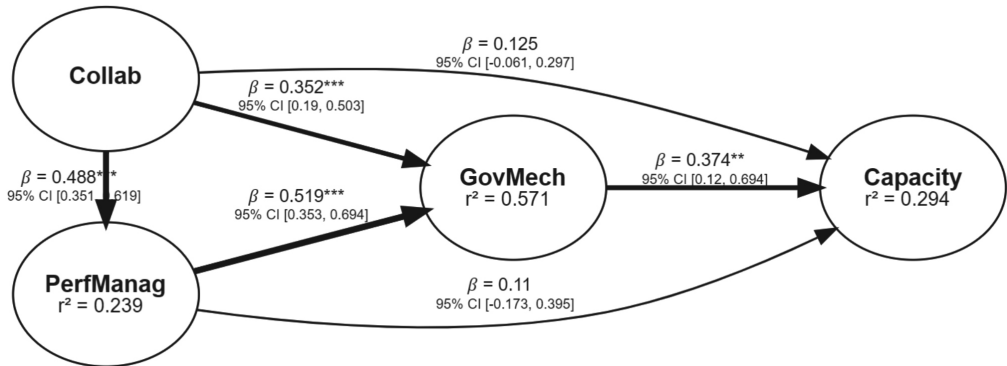 β = 0.125
95% CI [-0.061, 0.297]
Collab
β = 0.352***
95% CI [0.19, 0.503]
β = 0.488***
95% CI [0.351, 0.619]
β = 0.519***
95% CI [0.353, 0.694]
GovMech
r² = 0.571
β = 0.374**
95% CI [0.12, 0.694]
Capacity
r² = 0.294
PerfManag
r² = 0.239
β = 0.11
95% CI [-0.173, 0.395]